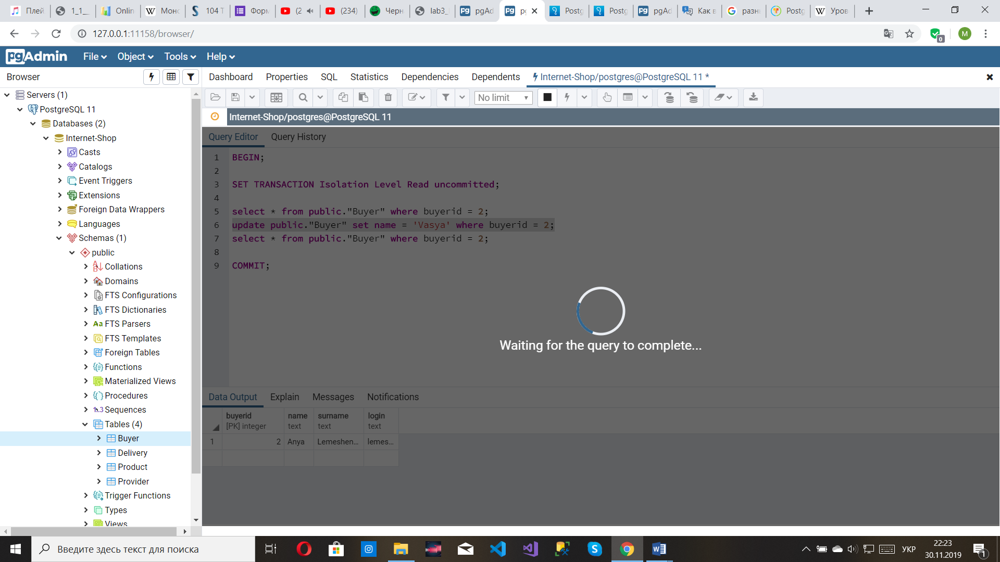 Плей
1_1_
Onlin
Монс
104 Т
Форм
(2
(234)
Черн
lab3_
pgAd
pg
Postg
Postg
pgAd
Как в
разни
Postg
Уров
127.0.0.1:11158/browser/
0
M
pgAdmin
File
Object
Tools
Help
Browser
Dashboard
Properties
SQL
Statistics
Dependencies
Dependents
Internet-Shop/postgres@PostgreSQL 11 *
No limit
Internet-Shop/postgres@PostgreSQL 11
Servers (1)
PostgreSQL 11
Databases (2)
Internet-Shop
Casts
Catalogs
Event Triggers
Extensions
Foreign Data Wrappers
Languages
Schemas (1)
public
Collations
Domains
FTS Configurations
FTS Dictionaries
Aa FTS Parsers
FTS Templates
Foreign Tables
Functions
Materialized Views
Procedures
1..3 Sequences
Tables (4)
Buyer
Delivery
Product
Provider
Trigger Functions
Types
Views
Query Editor
Query History
1 BEGIN;
2
3 SET TRANSACTION Isolation Level Read uncommitted;
4
5 select * from public."Buyer" where buyerid = 2;
6 update public."Buyer" set name = 'Vasya' where buyerid = 2;
7 select * from public."Buyer" where buyerid = 2;
8
9 COMMIT;
Waiting for the query to complete...
Data Output
Explain
Messages
Notifications
buyerid name surname login
[PK] integer text text text
1 2 Anya Lemeshen... lemes...
Введите здесь текст для поиска
УКР
22:23
30.11.2019
1